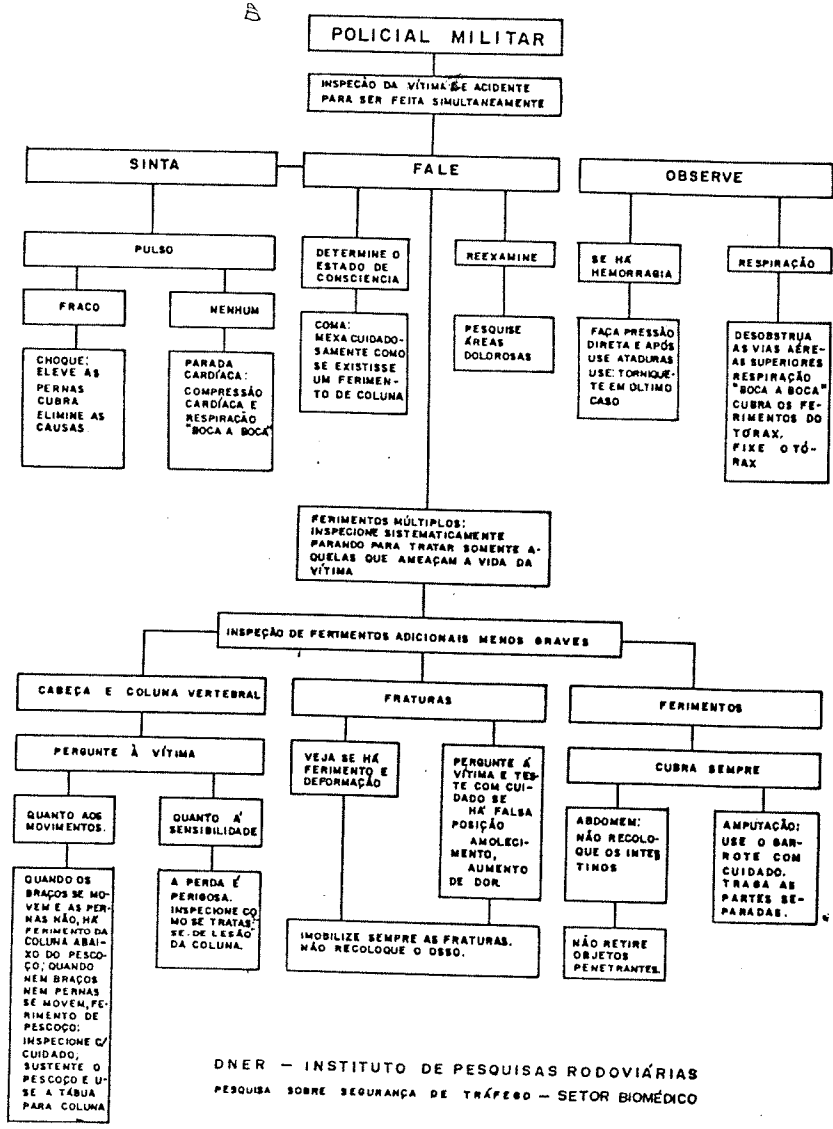 POLICIAL MILITAR
INSPEÇÃO DA VÍTIMA DE ACIDENTE
PARA SER FEITA SIMULTANEAMENTE
SINTA
FALE
OBSERVE
PULSO
DETERMINE O
ESTADO DE
CONSCIENCIA
REEXAMINE
SE HÁ
HEMORRAGIA
RESPIRAÇÃO
FRACO
NENHUM
CHOQUE:
ELEVE AS
PERNAS
CUBRA
ELIMINE AS
CAUSAS.
PARADA
CARDÍACA:
COMPRESSÃO
CARDÍACA E
RESPIRAÇÃO
"BOCA A BOCA"
COMA:
MEXA CUIDADO-
SAMENTE COMO
SE EXISTISSE
UM FERIMEN-
TO DE COLUNA
PESQUISE
ÁREAS
DOLOROSAS
FAÇA PRESSÃO
DIRETA E APÓS
USE ATADURAS
USE: TORNIQUE-
TE EM ÚLTIMO
CASO
DESOBSTRUA
AS VIAS AÉRE-
AS SUPERIORES
RESPIRAÇÃO
"BOCA A BOCA"
CUBRA OS FE-
RIMENTOS DO
TÓRAX.
FIXE O TÓ-
RAX
FERIMENTOS MÚLTIPLOS:
INSPECIONE SISTEMATICAMENTE
PARANDO PARA TRATAR SOMENTE A-
QUELAS QUE AMEAÇAM A VIDA DA
VÍTIMA
INSPEÇÃO DE FERIMENTOS ADICIONAIS MENOS GRAVES
CABEÇA E COLUNA VERTEBRAL
FRATURAS
FERIMENTOS
PERGUNTE À VÍTIMA
VEJA SE HÁ
FERIMENTO E
DEFORMAÇÃO
PERGUNTE Á
VÍTIMA E TES-
TE COM CUI-
DADO SE
HÁ FALSA
POSIÇÃO
AMOLECI-
MENTO,
AUMENTO
DE DOR.
CUBRA SEMPRE
QUANTO AOS
MOVIMENTOS.
QUANTO Á
SENSIBILIDADE
ABDOMEM:
NÃO RECOLO-
QUE OS INTES
TINOS
AMPUTAÇÃO:
USE O GAR-
ROTE COM
CUIDADO.
TRAGA AS
PARTES SE-
PARADAS.
QUANDO OS
BRAÇOS SE MO-
VEM E AS PER-
NAS NÃO, HÁ
FERIMENTO DA
COLUNA ABAI-
XO DO PESCO-
ÇO; QUANDO
NEM BRAÇOS
NEM PERNAS
SE MOVEM, FE-
RIMENTO DE
PESCOÇO:
INSPECIONE C/
CUIDADO,
SUSTENTE O
PESCOÇO E U-
SE A TÁBUA
PARA COLUNA
A PERDA É
PERIGOSA.
INSPECIONE CO
MO SE TRATAS-
SE. DE LESÃO
DA COLUNA.
IMOBILIZE SEMPRE AS FRATURAS.
NÃO RECOLOQUE O OSSO.
NÃO RETIRE
OBJETOS
PENETRANTES.
DNER — INSTITUTO DE PESQUISAS RODOVIÁRIAS
PESQUISA SOBRE SEGURANÇA DE TRÁFEGO — SETOR BIOMÉDICO